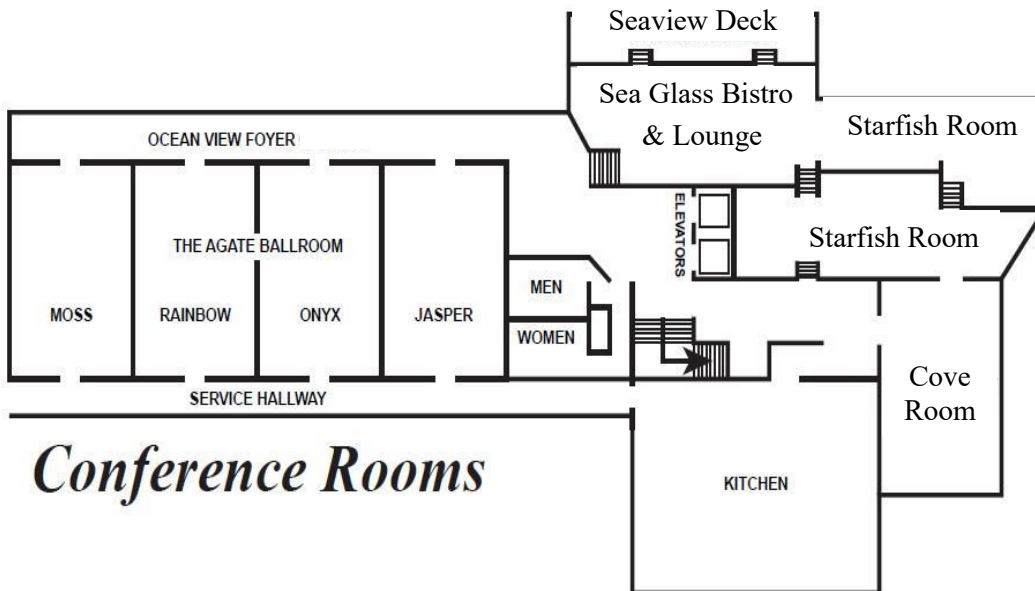 Seaview Deck
Sea Glass Bistro
& Lounge
Starfish Room
OCEAN VIEW FOYER
ELEVATORS
Starfish Room
THE AGATE BALLROOM
MEN
MOSS
RAINBOW
ONYX
JASPER
WOMEN
Cove
Room
SERVICE HALLWAY
Conference Rooms
KITCHEN